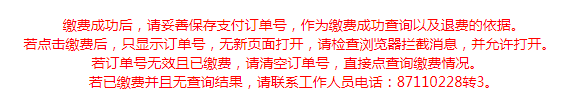 缴费成功后，请妥善保存支付订单号，作为缴费成功查询以及退费的依据。
若点击缴费后，只显示订单号，无新页面打开，请检查浏览器拦截消息，并允许打开。
若订单号无效且已缴费，请清空订单号，直接点查询缴费情况。
若已缴费并且无查询结果，请联系工作人员电话：87110228转3。